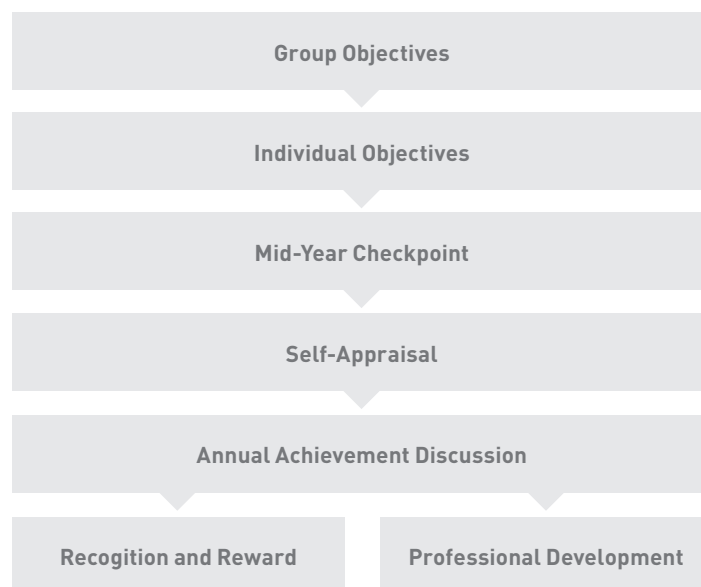 Group Objectives
Individual Objectives
Mid-Year Checkpoint
Self-Appraisal
Annual Achievement Discussion
Recogition and Reward
Professional Development